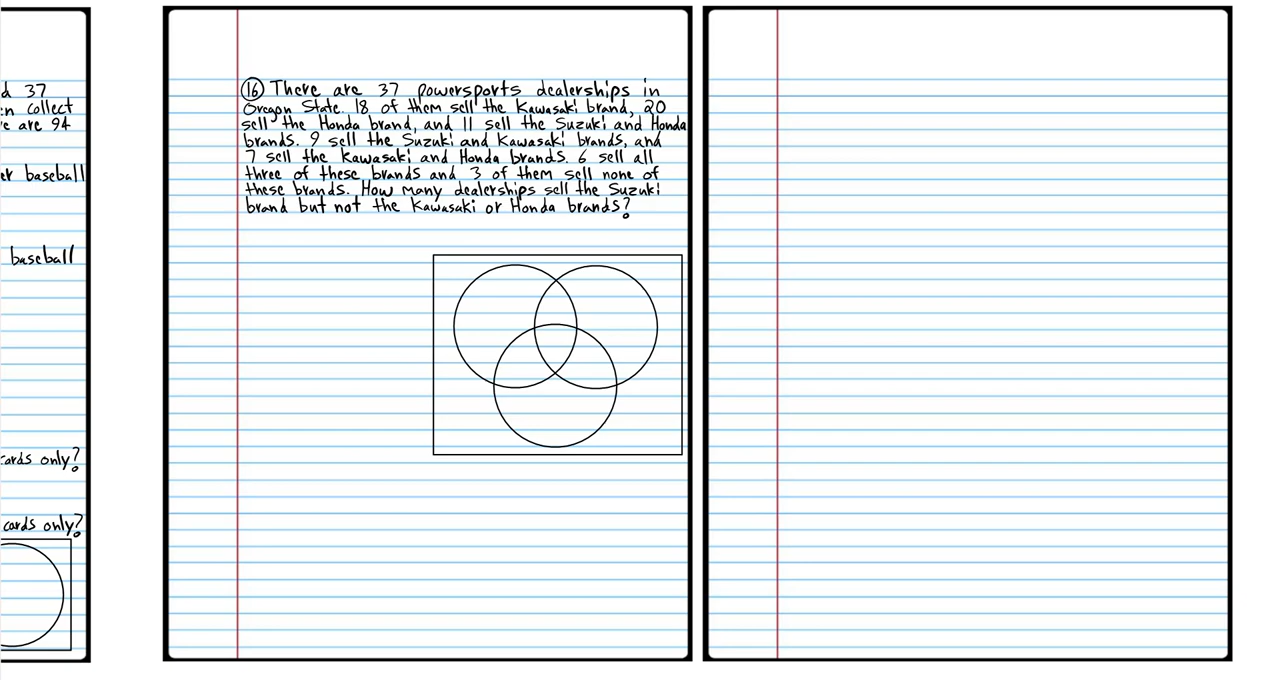 d 37
n collect
e are 94
er baseball
baseball
cards only?
cards only?
16 There are 37 powersports dealerships in
Oregon State. 18 of them sell the Kawasaki brand, 20
sell the Honda brand, and 11 sell the Suzuki and Honda
brands. 9 sell the Suzuki and Kawasaki brands, and
7 sell the Kawasaki and Honda brands. 6 sell all
three of these brands and 3 of them sell none of
these brands. How many dealerships sell the Suzuki
brand but not the Kawasaki or Honda brands?